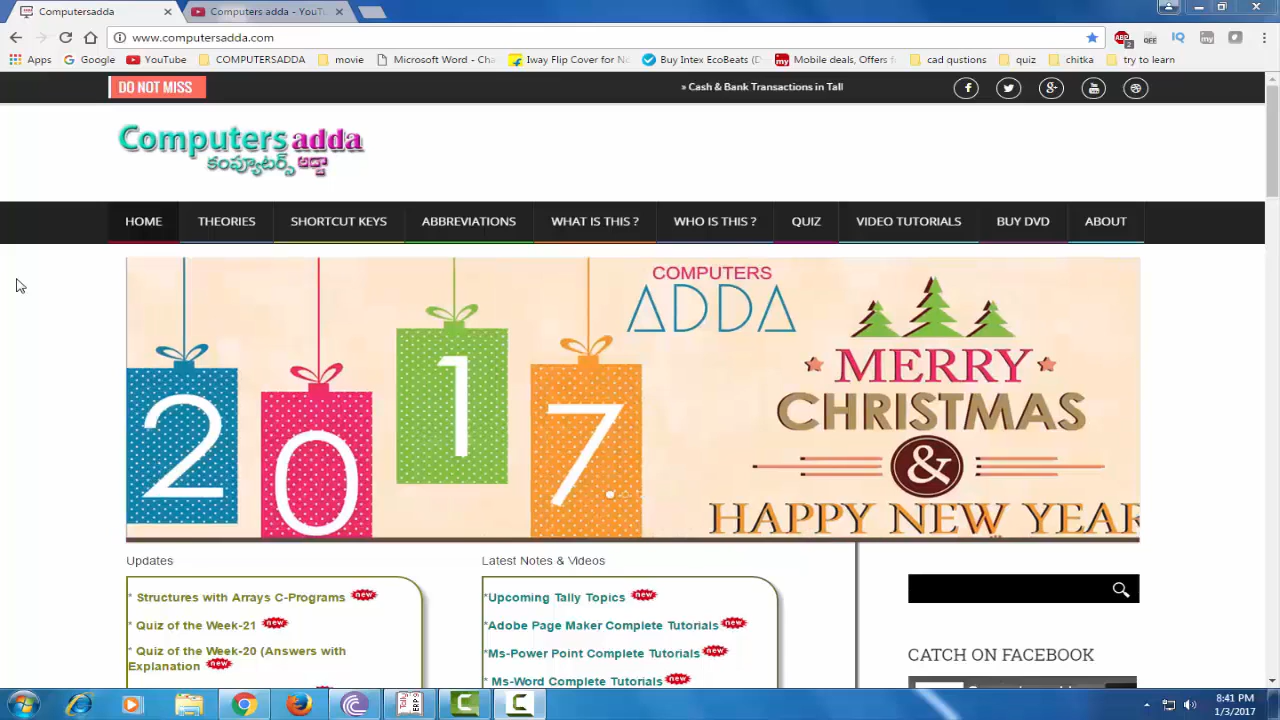 Computersadda
Computers adda - YouTu
www.computersadda.com
Apps
Google
YouTube
COMPUTERSADDA
movie
Microsoft Word - Cha
Iway Flip Cover for No
Buy Intex EcoBeats (D
Mobile deals, Offers f
cad qustions
quiz
chitka
try to learn
DO NOT MISS
» Cash & Bank Transactions in Tall
Computers adda
కంప్యూటర్స్ అడ్డా
HOME
THEORIES
SHORTCUT KEYS
ABBREVIATIONS
WHAT IS THIS ?
WHO IS THIS ?
QUIZ
VIDEO TUTORIALS
BUY DVD
ABOUT
2017
COMPUTERS
ADDA
MERRY
CHRISTMAS
&
HAPPY NEW YEAR
Updates
* Structures with Arrays C-Programs new
* Quiz of the Week-21 new
* Quiz of the Week-20 (Answers with
Explanation new
Latest Notes & Videos
*Upcoming Tally Topics new
*Adobe Page Maker Complete Tutorials new
*Ms-Power Point Complete Tutorials new
* Ms-Word Complete Tutorials new
CATCH ON FACEBOOK
8:41 PM
1/3/2017